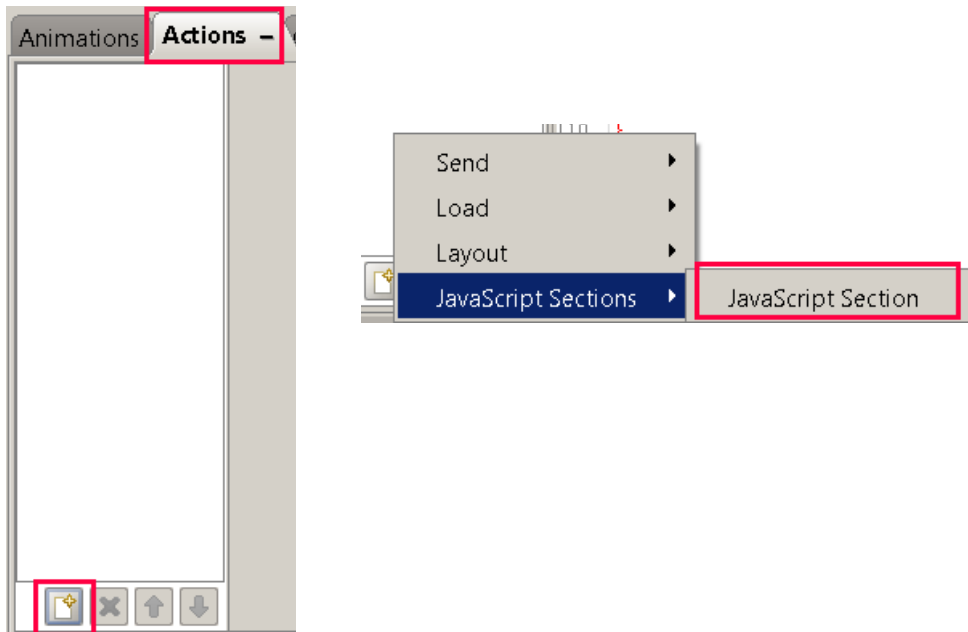 Animations Actions –
Send
Load
Layout
JavaScript Sections JavaScript Section